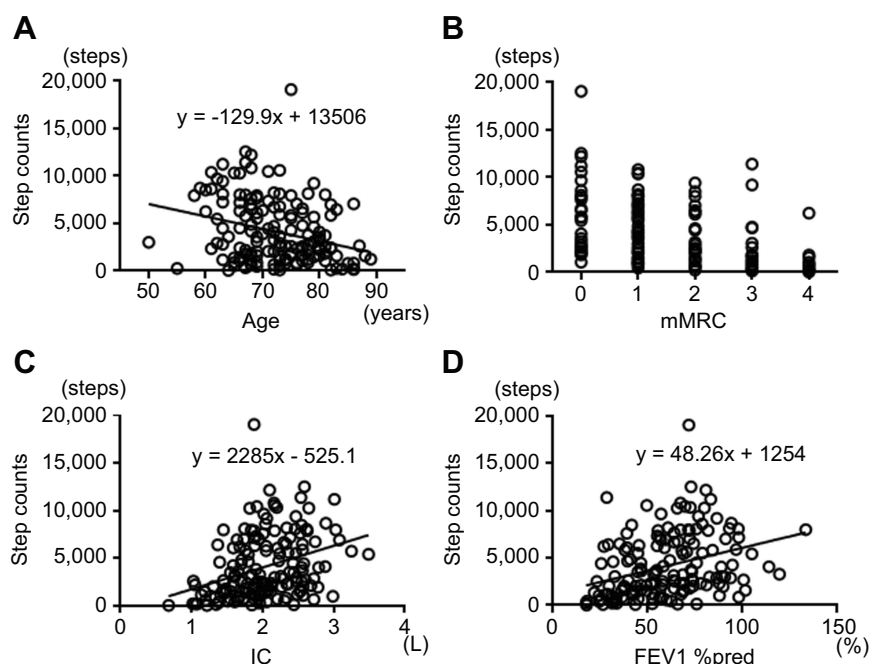 A
B
(steps)
(steps)
20,000
15,000
10,000
5,000
0
Step counts
y = -129.9x + 13506
50 60 70 80 90
(years)
Age
20,000
15,000
10,000
5,000
0
Step counts
0 1 2 3 4
mMRC
C
D
(steps)
(steps)
20,000
15,000
10,000
5,000
0
Step counts
y = 2285x - 525.1
0 1 2 3 4
(L)
IC
20,000
15,000
10,000
5,000
0
Step counts
y = 48.26x + 1254
0 50 100 150
(%)
FEV1 %pred